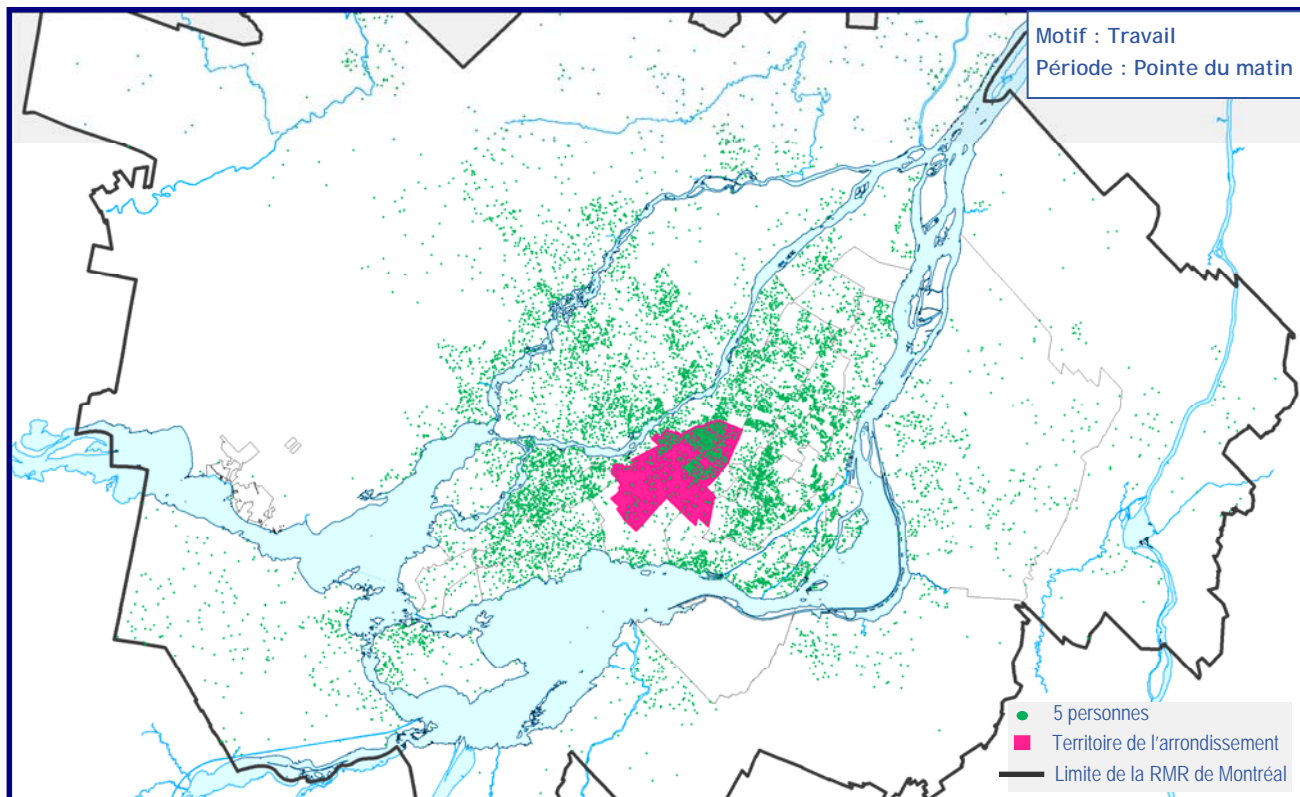 Motif : Travail
Période : Pointe du matin
5 personnes
Territoire de l'arrondissement
Limite de la RMR de Montréal